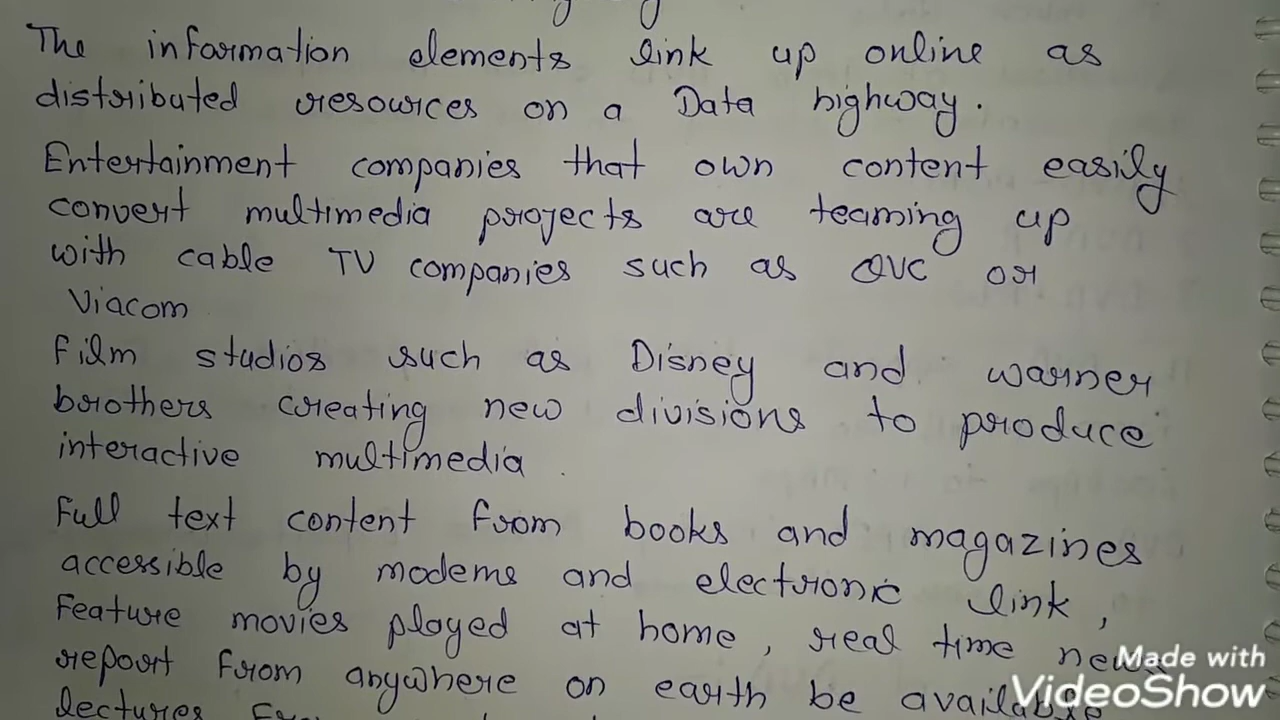 The information elements link up online as
distributed resources on a Data highway.
Entertainment companies that own content easily
convert multimedia projects are teaming up
with cable TV companies such as QVC or
Viacom
Film studios such as Disney and warner
brothers creating new divisions to produce
interactive multimedia.
Full text content from books and magazines
accessible by modems and electronic link,
Feature movies played at home, real time news
report from anywhere on earth be available
lectures
Made with
VideoShow